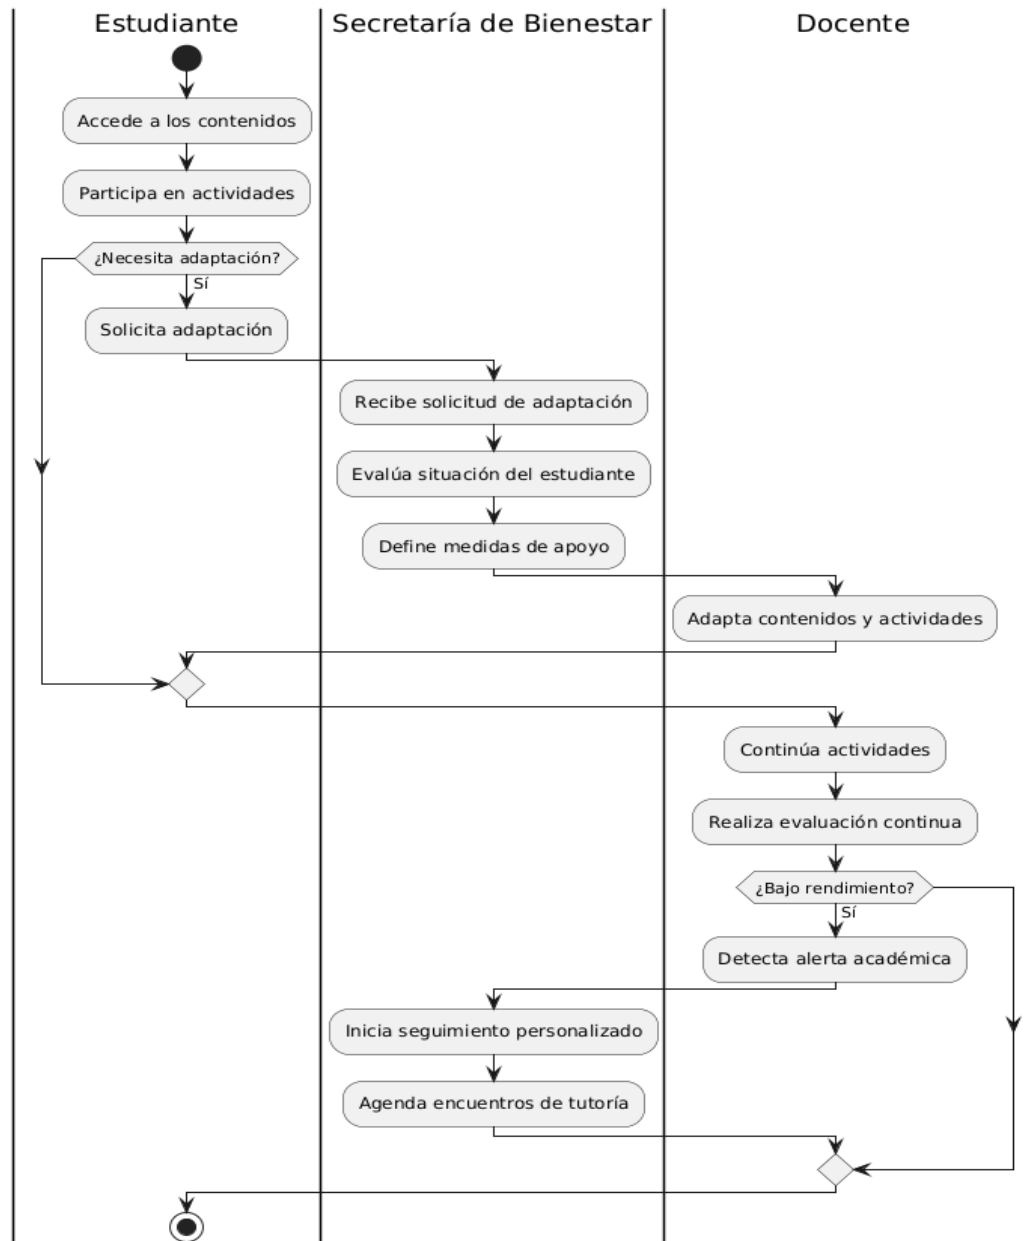 Estudiante
Secretaría de Bienestar
Docente
Accede a los contenidos
Participa en actividades
¿Necesita adaptación?
Sí
Solicita adaptación
Recibe solicitud de adaptación
Evalúa situación del estudiante
Define medidas de apoyo
Adapta contenidos y actividades
Continúa actividades
Realiza evaluación continua
¿Bajo rendimiento?
Sí
Detecta alerta académica
Inicia seguimiento personalizado
Agenda encuentros de tutoría